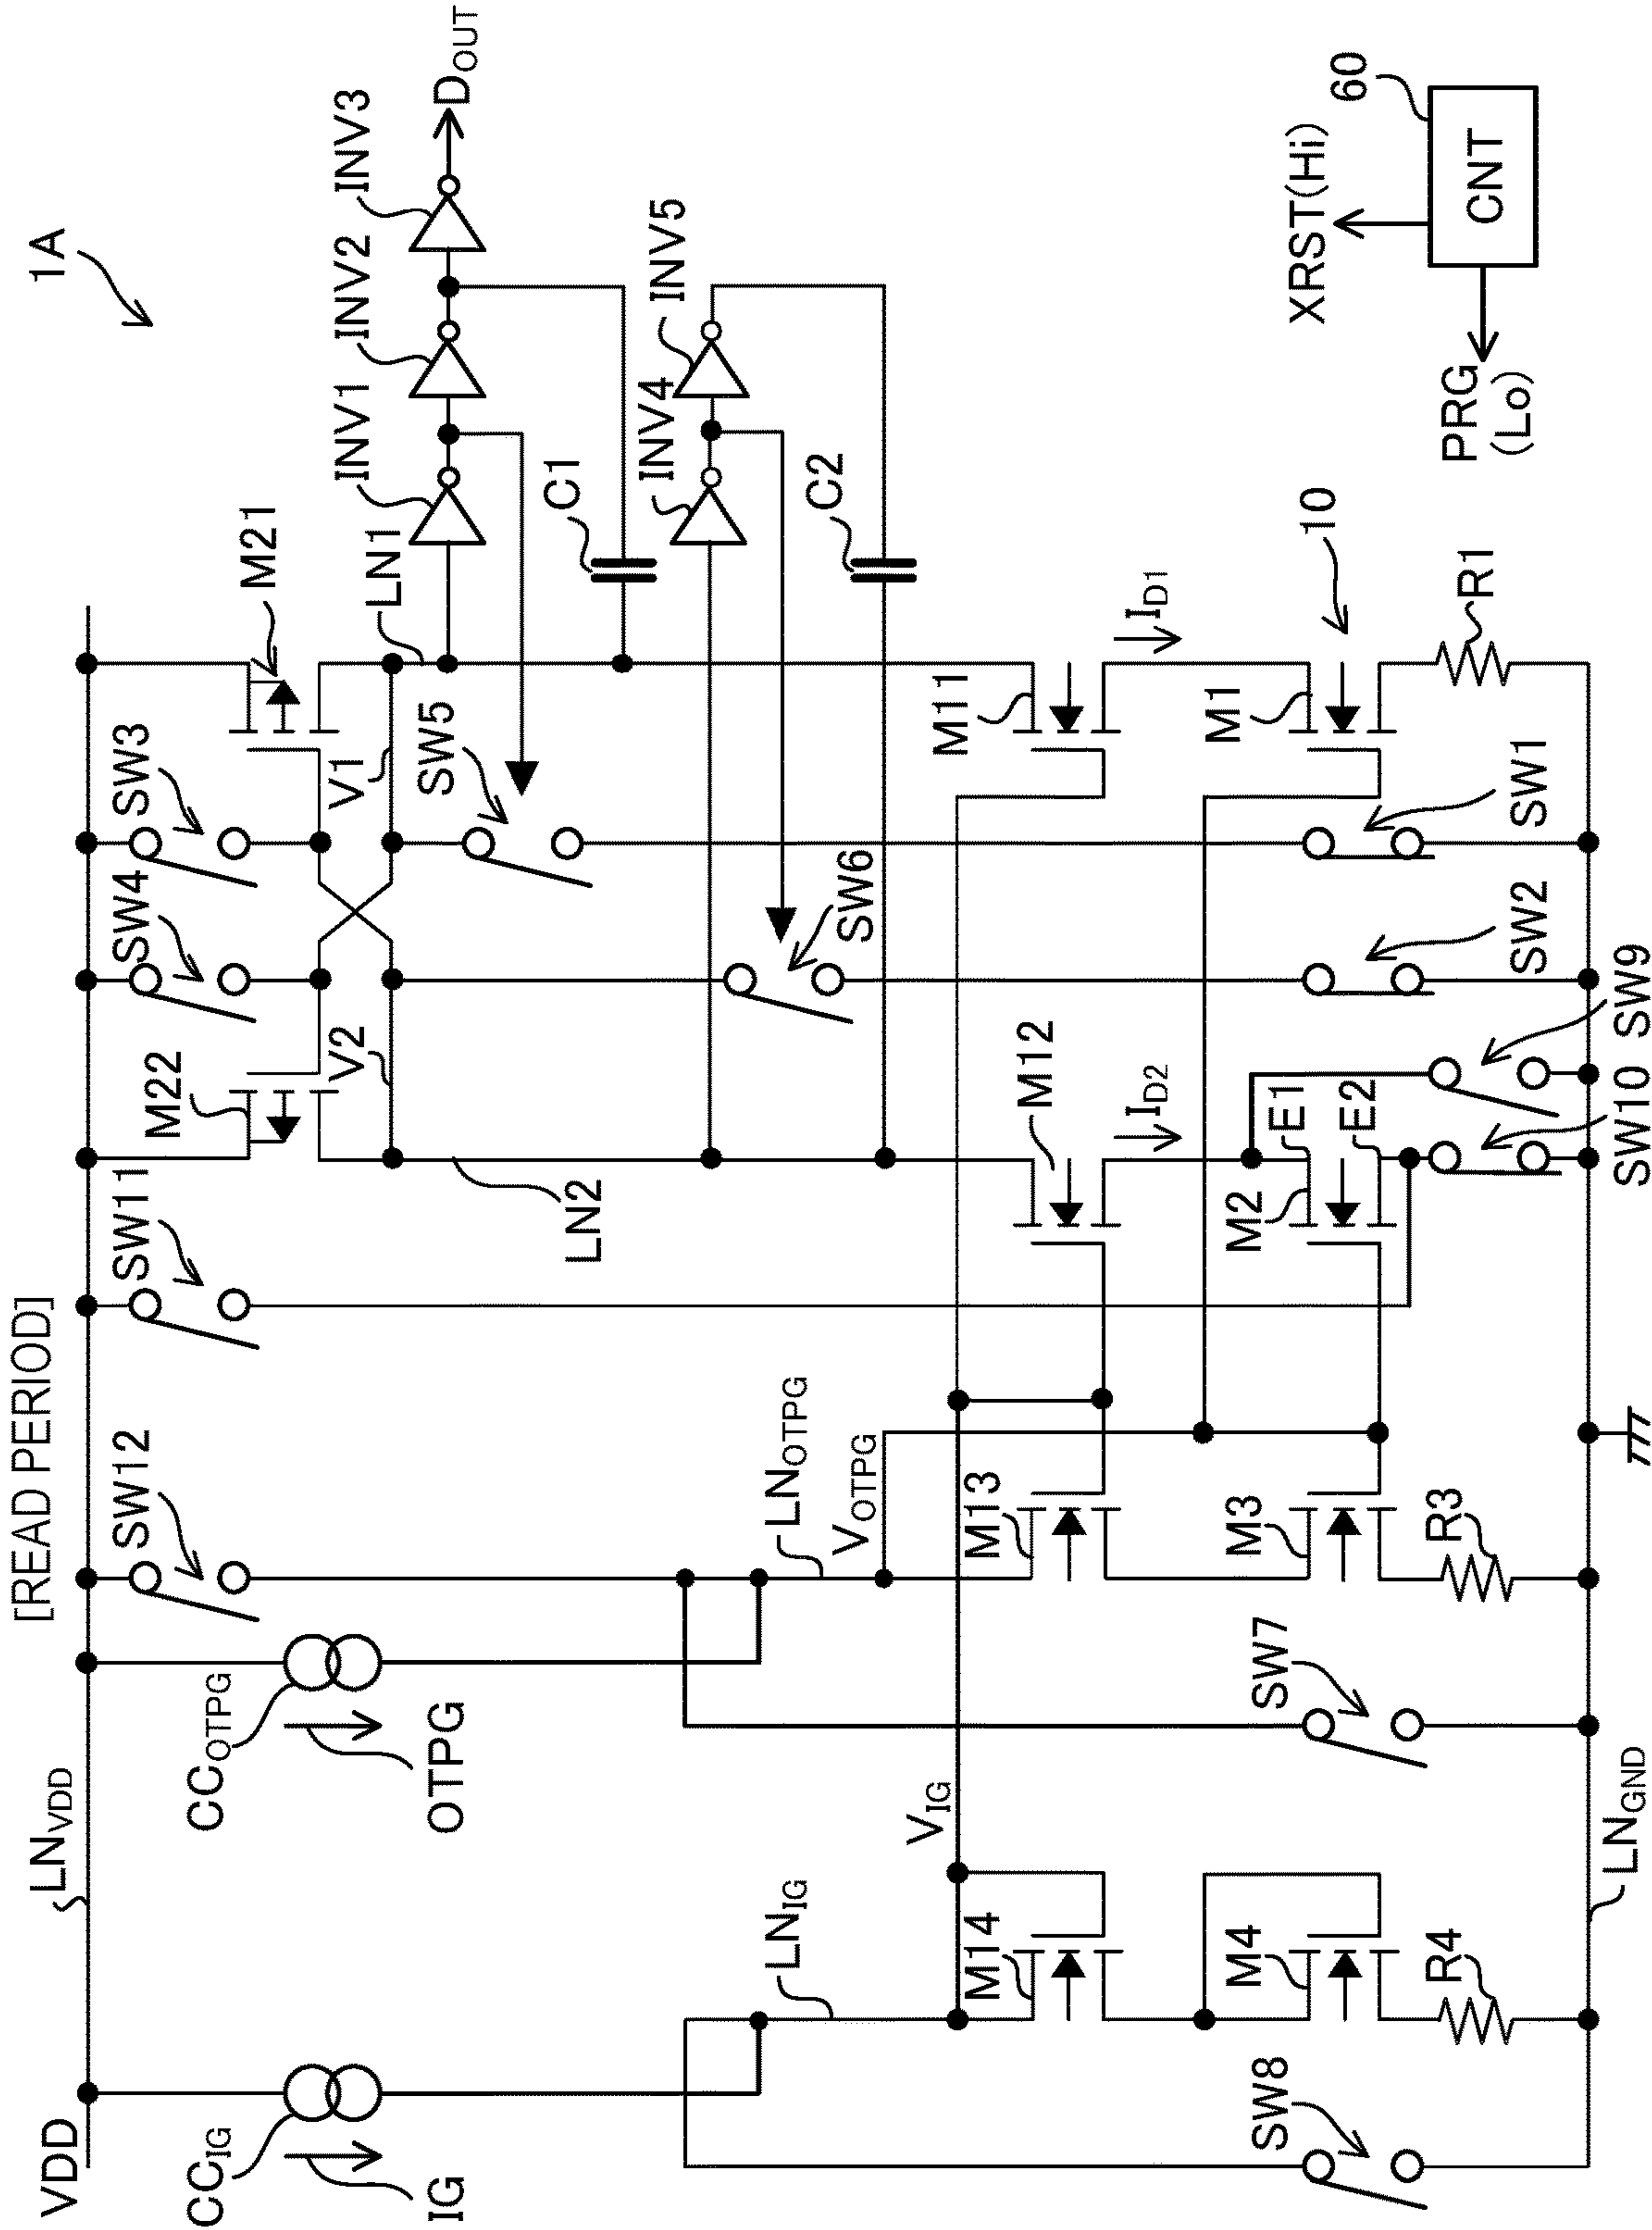 [READ PERIOD]
1A
VDD
LNVDD
CCIG
IG
CCOTPG
OTPG
SW12
SW11
SW4
SW3
M22
M21
V2
V1
LN1
LN2
SW5
SW6
INV1
INV2
INV3
DOUT
INV4
INV5
C1
C2
LNIG
VIG
LNOTPG
VOTPG
M14
M13
M12
M11
ID2
ID1
M4
M3
M2
M1
E1
E2
10
R4
R3
R1
SW8
SW7
SW10
SW9
SW2
SW1
LNGND
XRST(Hi)
60
CNT
PRG
(Lo)